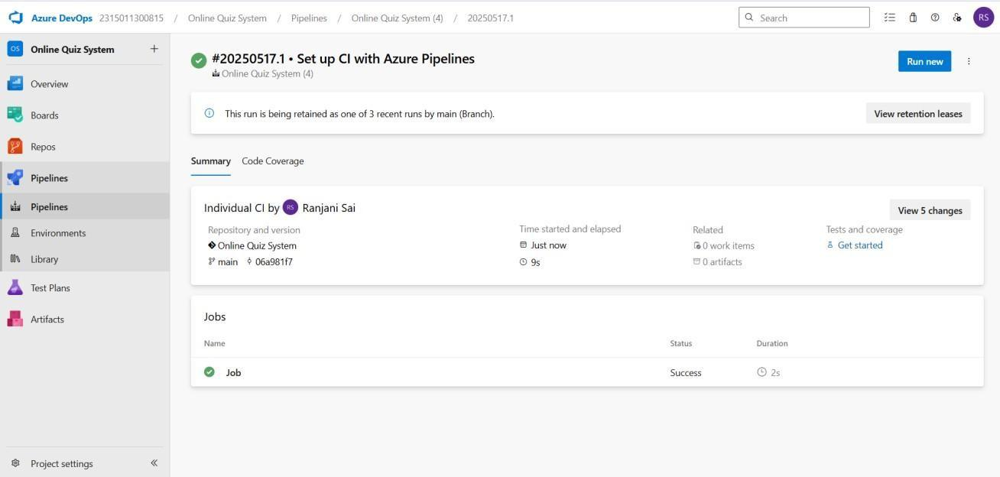 Azure DevOps 2315011300815 / Online Quiz System / Pipelines / Online Quiz System (4) / 20250517.1
Search
RS
OS Online Quiz System +
Overview
Boards
Repos
Pipelines
Pipelines
Environments
Library
Test Plans
Artifacts
Project settings
#20250517.1 • Set up CI with Azure Pipelines
Online Quiz System (4)
Run new
This run is being retained as one of 3 recent runs by main (Branch).
View retention leases
Summary Code Coverage
Individual CI by RS Ranjani Sai
View 5 changes
Repository and version
Online Quiz System
main 06a981f7
Time started and elapsed
Just now
9s
Related
0 work items
0 artifacts
Tests and coverage
Get started
Jobs
Name Status Duration
Job Success 2s